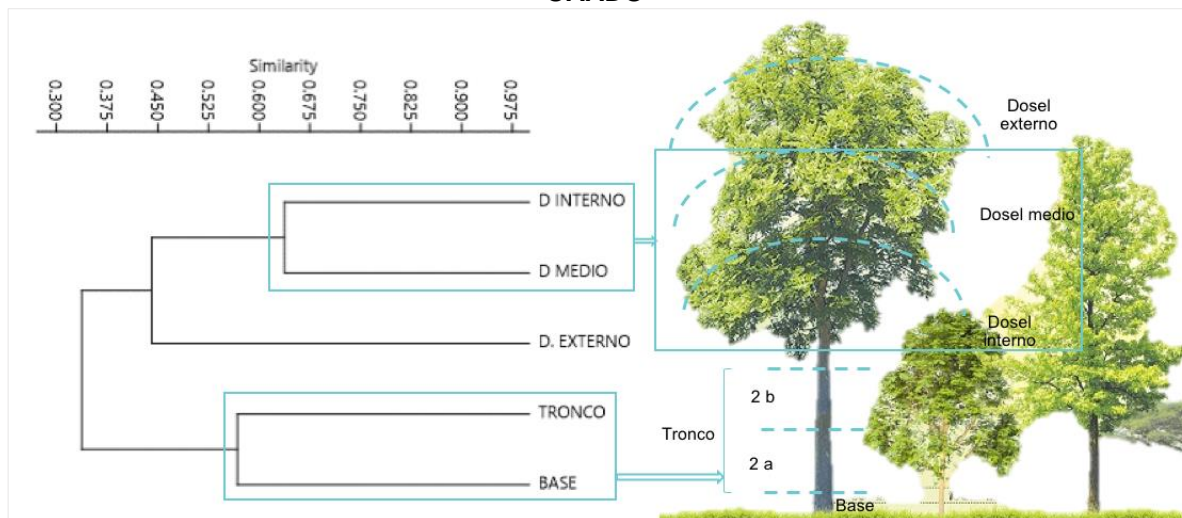 Similarity
0.300
0.375
0.450
0.525
0.600
0.675
0.750
0.825
0.900
0.975
D INTERNO
D MEDIO
D. EXTERNO
TRONCO
BASE
Dosel
externo
Dosel medio
Dosel
interno
2 b
Tronco
2 a
Base